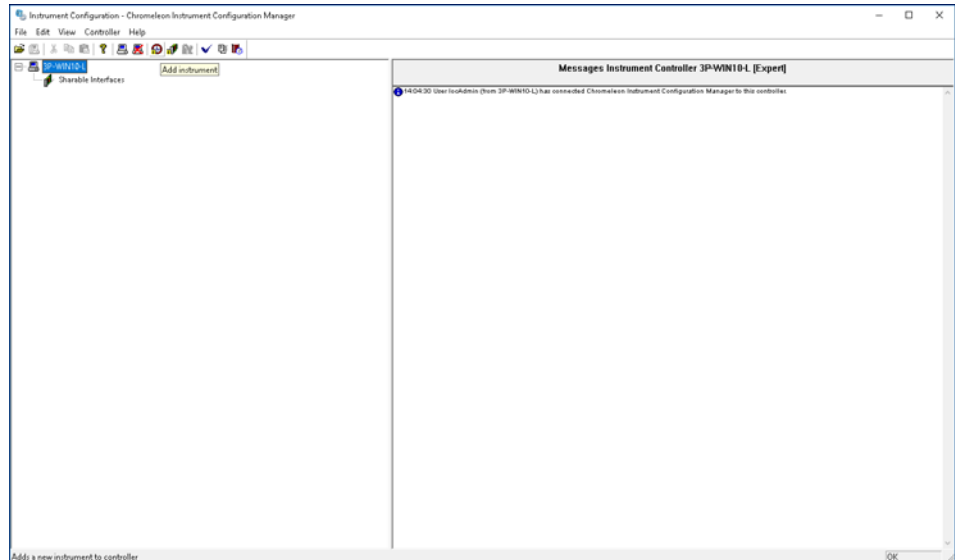 Instrument Configuration - Chromeleon Instrument Configuration Manager
File Edit View Controller Help
3P-WIN10-L
Add instrument
Sharable Interfaces
Messages Instrument Controller 3P-WIN10-L [Expert]
14:04:30 User locAdmin (from 3P-WIN10-L) has connected Chromeleon Instrument Configuration Manager to this controller.
Adds a new instrument to controller
OK